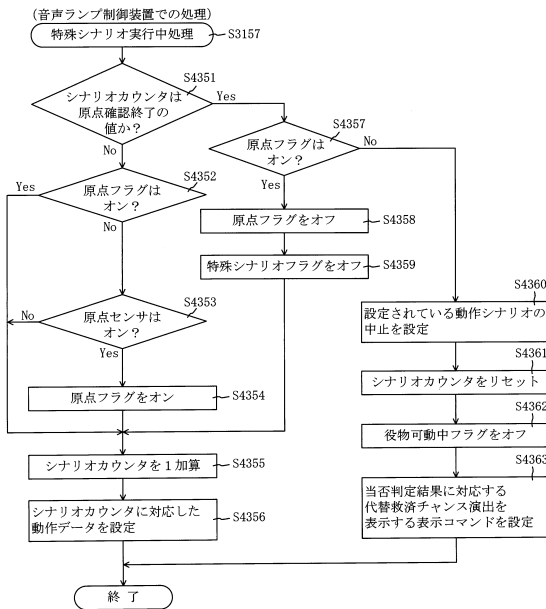 (音声ランプ制御装置での処理)
特殊シナリオ実行中処理
S3157
S4351
シナリオカウンタは
原点確認終了の
値か?
Yes
No
S4357
原点フラグは
オン?
No
Yes
S4352
原点フラグは
オン?
Yes
No
原点フラグをオフ
S4358
特殊シナリオフラグをオフ
S4359
S4353
原点センサは
オン?
No
Yes
S4360
設定されている動作シナリオの
中止を設定
S4361
シナリオカウンタをリセット
原点フラグをオン
S4354
S4362
役物可動中フラグをオフ
S4363
当否判定結果に対応する
代替救済チャンス演出を
表示する表示コマンドを設定
シナリオカウンタを1加算
S4355
シナリオカウンタに対応した
動作データを設定
S4356
終了